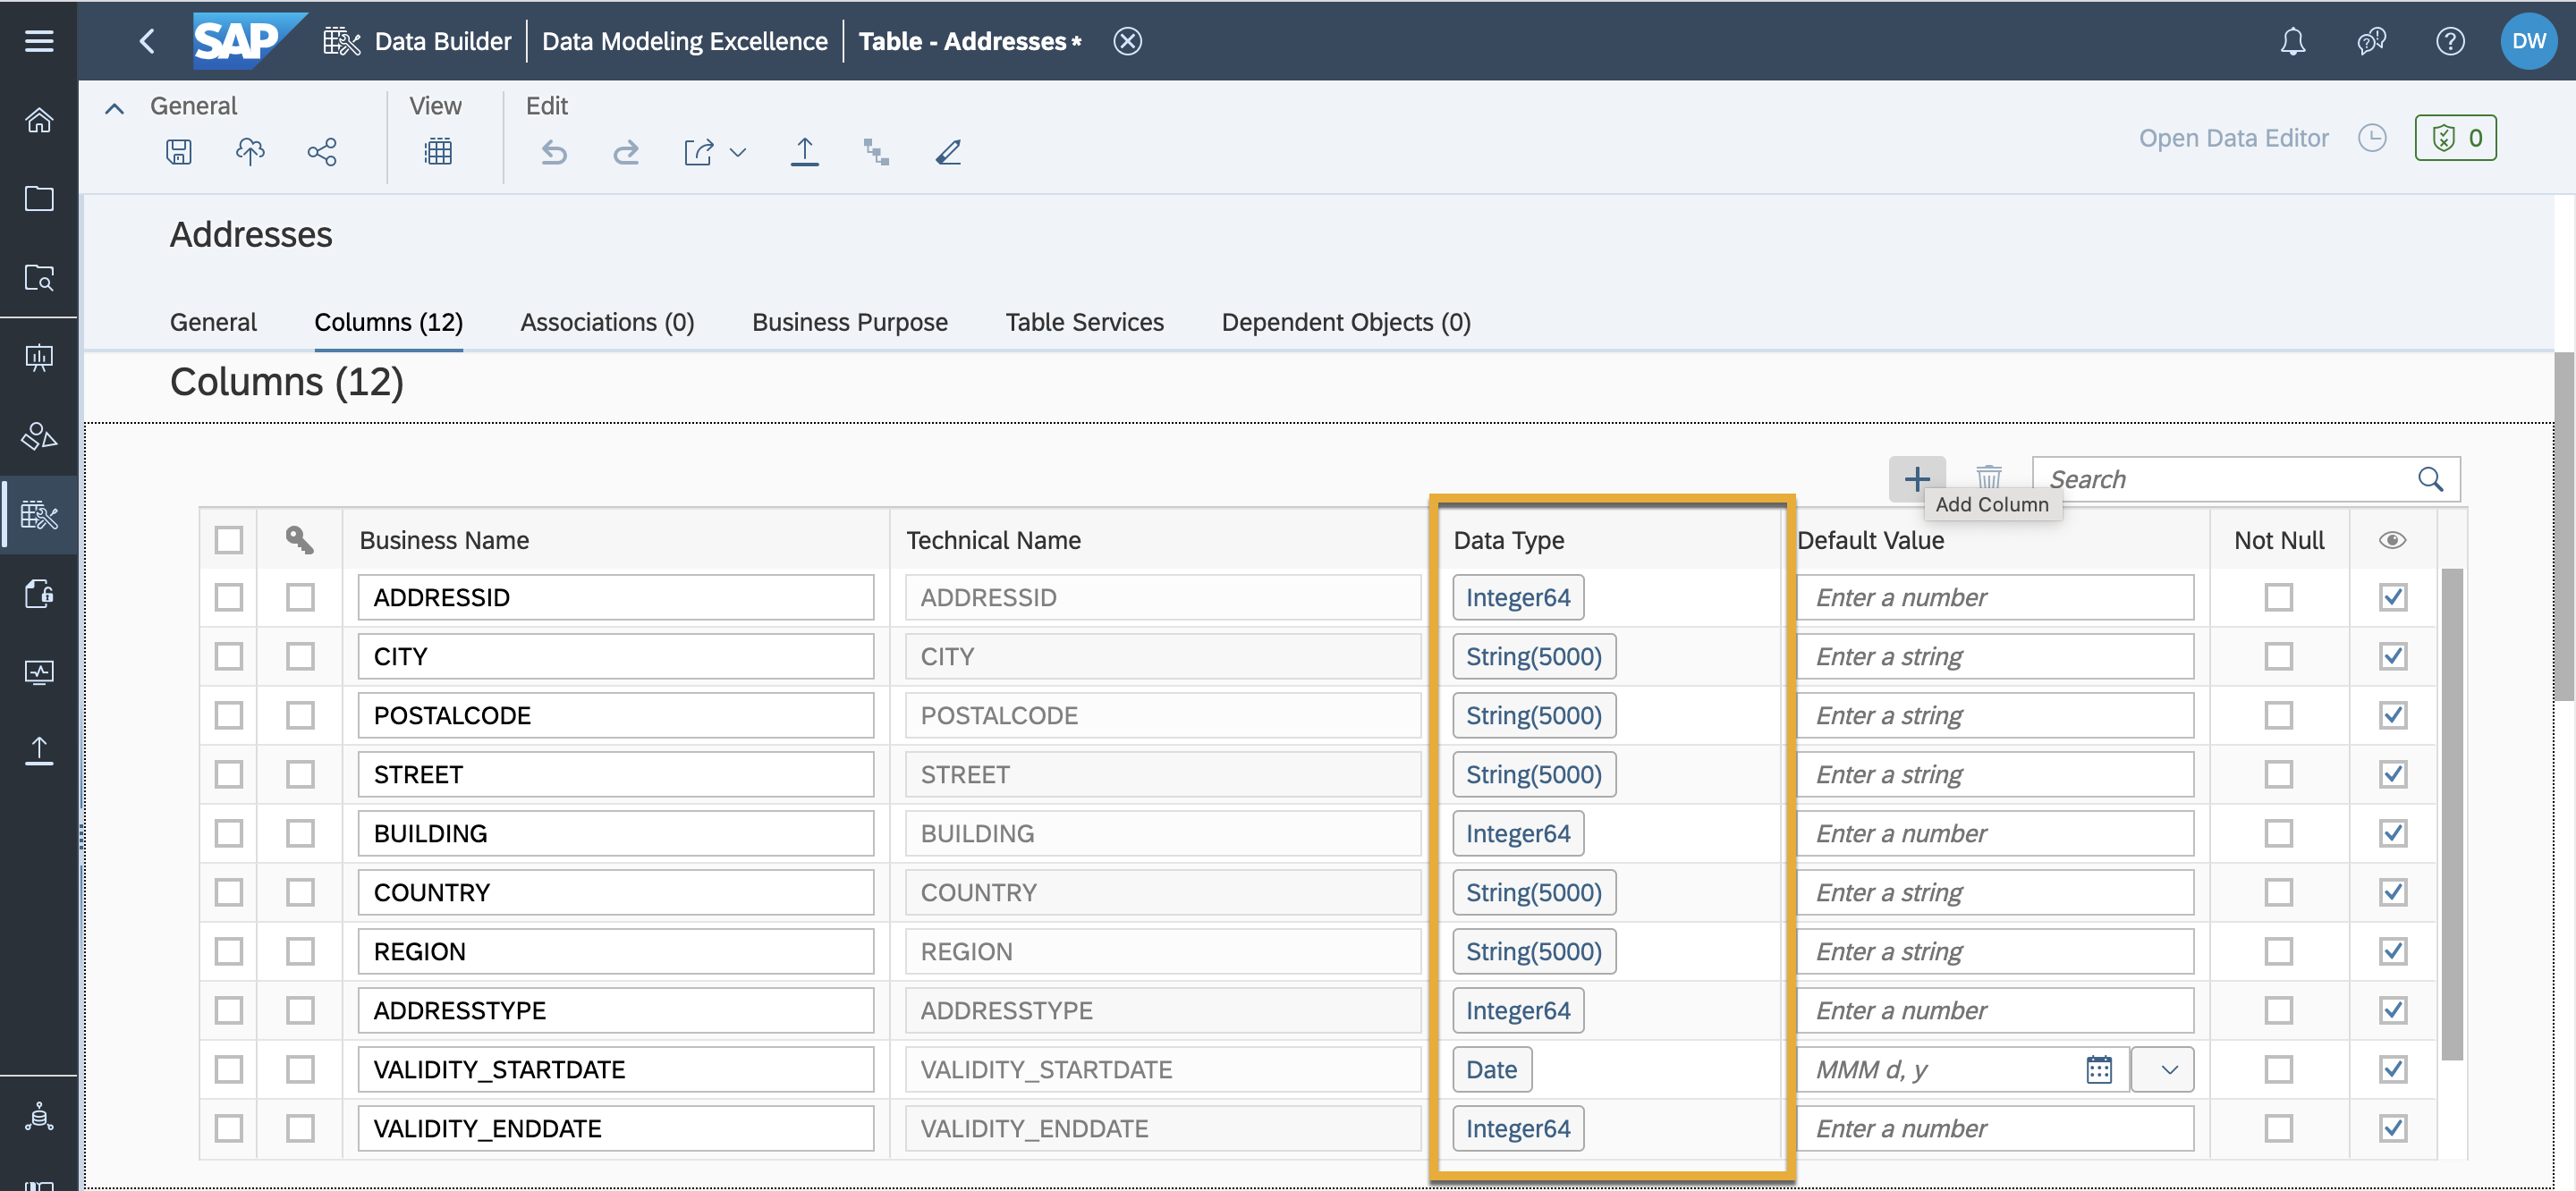 SAP Data Builder Data Modeling Excellence Table - Addresses* DW
General View Edit
Open Data Editor 0
Addresses
General Columns (12) Associations (0) Business Purpose Table Services Dependent Objects (0)
Columns (12)
Search
Add Column
Business Name Technical Name Data Type Default Value Not Null
ADDRESSID ADDRESSID Integer64 Enter a number
CITY CITY String(5000) Enter a string
POSTALCODE POSTALCODE String(5000) Enter a string
STREET STREET String(5000) Enter a string
BUILDING BUILDING Integer64 Enter a number
COUNTRY COUNTRY String(5000) Enter a string
REGION REGION String(5000) Enter a string
ADDRESSTYPE ADDRESSTYPE Integer64 Enter a number
VALIDITY_STARTDATE VALIDITY_STARTDATE Date MMM d, y
VALIDITY_ENDDATE VALIDITY_ENDDATE Integer64 Enter a number